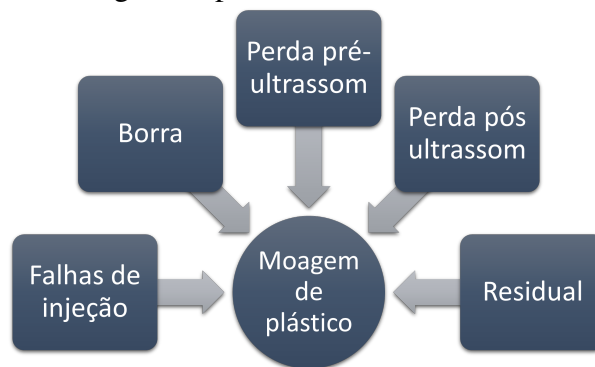 Perda pré-
ultrassom
Borra
Perda pós
ultrassom
Falhas de
injeção
Moagem
de
plástico
Residual